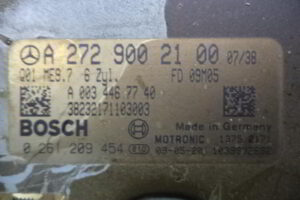 A 272 900 21 00 07/38
Q01 ME9.7 6 Zyl. FD 09M05
A 003 446 77 40
38232171103003
BOSCH Made in Germany
MOTRONIC
0 261 209 454